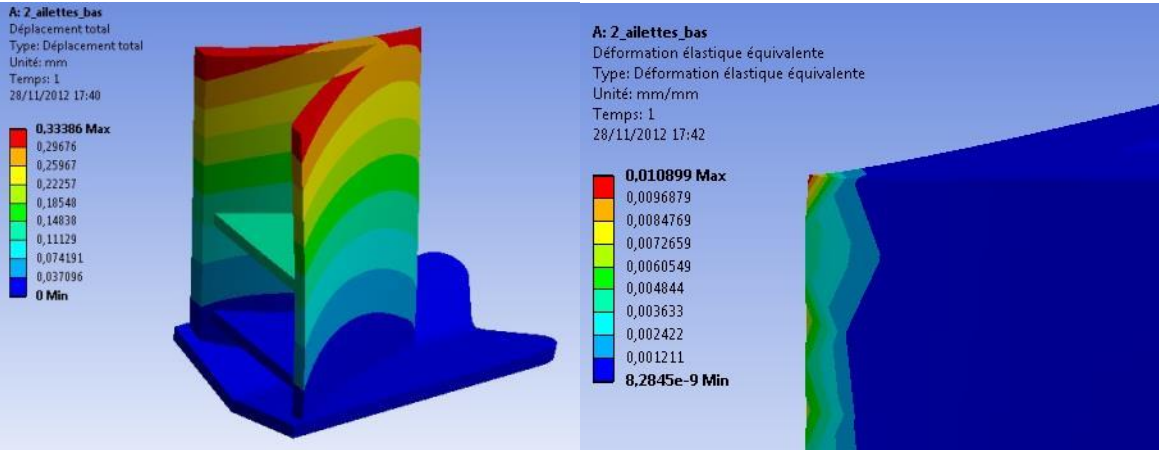 A: 2_ailettes_bas
Déplacement total
Type: Déplacement total
Unité: mm
Temps: 1
28/11/2012 17:40
0,33386 Max
0,29676
0,25967
0,22257
0,18548
0,14838
0,11129
0,074191
0,037096
0 Min
A: 2_ailettes_bas
Déformation élastique équivalente
Type: Déformation élastique équivalente
Unité: mm/mm
Temps: 1
28/11/2012 17:42
0,010899 Max
0,0096879
0,0084769
0,0072659
0,0060549
0,004844
0,003633
0,002422
0,001211
8,2845e-9 Min